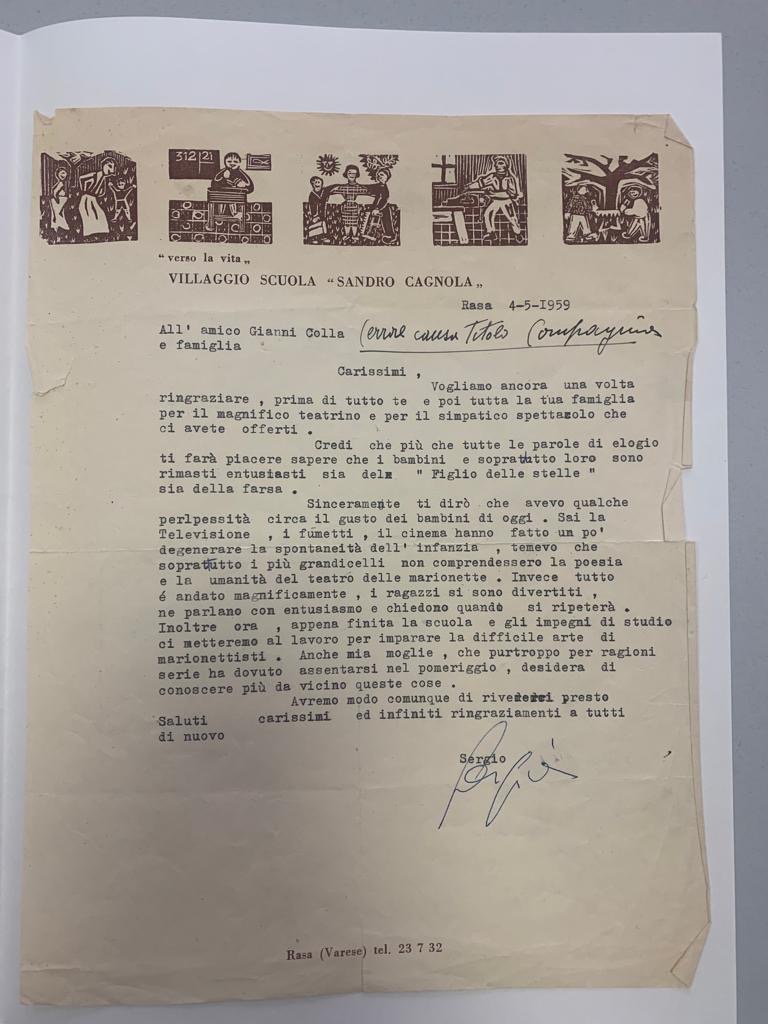 312 21
“ verso la vita „
VILLAGGIO SCUOLA “SANDRO CAGNOLA„
Rasa 4-5-I959
All' amico Gianni Colla (errore causa Titolo Compagnia
e famiglia
Carissimi ,
Vogliamo ancora una volta
ringraziare , prima di tutto te e poi tutta la tua famiglia
per il magnifico teatrino e per il simpatico spettacolo che
ci avete offerti .
Credi che più che tutte le parole di elogio
ti farà piacere sapere che i bambini e soprattutto loro sono
rimasti entusiasti sia del " Figlio delle stelle "
sia della farsa .
Sinceramente ti dirò che avevo qualche
perlpessità circa il gusto dei bambini di oggi . Sai la
Televisione , i fumetti , il cinema hanno fatto un po'
degenerare la spontaneità dell' infanzia , temevo che
soprattutto i più grandicelli non comprendessero la poesia
e la umanità del teatro delle marionette . Invece tutto
é andato magnificamente , i ragazzi si sono divertiti ,
ne parlano con entusiasmo e chiedono quando si ripeterà .
Inoltre ora , appena finita la scuola e gli impegni di studio
ci metteremo al lavoro per imparare la difficile arte di
marionettisti . Anche mia moglie , che purtroppo per ragioni
serie ha dovuto assentarsi nel pomeriggio , desidera di
conoscere più da vicino queste cose .
Avremo modo comunque di rivederci presto
Saluti carissimi ed infiniti ringraziamenti a tutti
di nuovo
Sergio
Sergio
Rasa (Varese) tel. 23 7 32